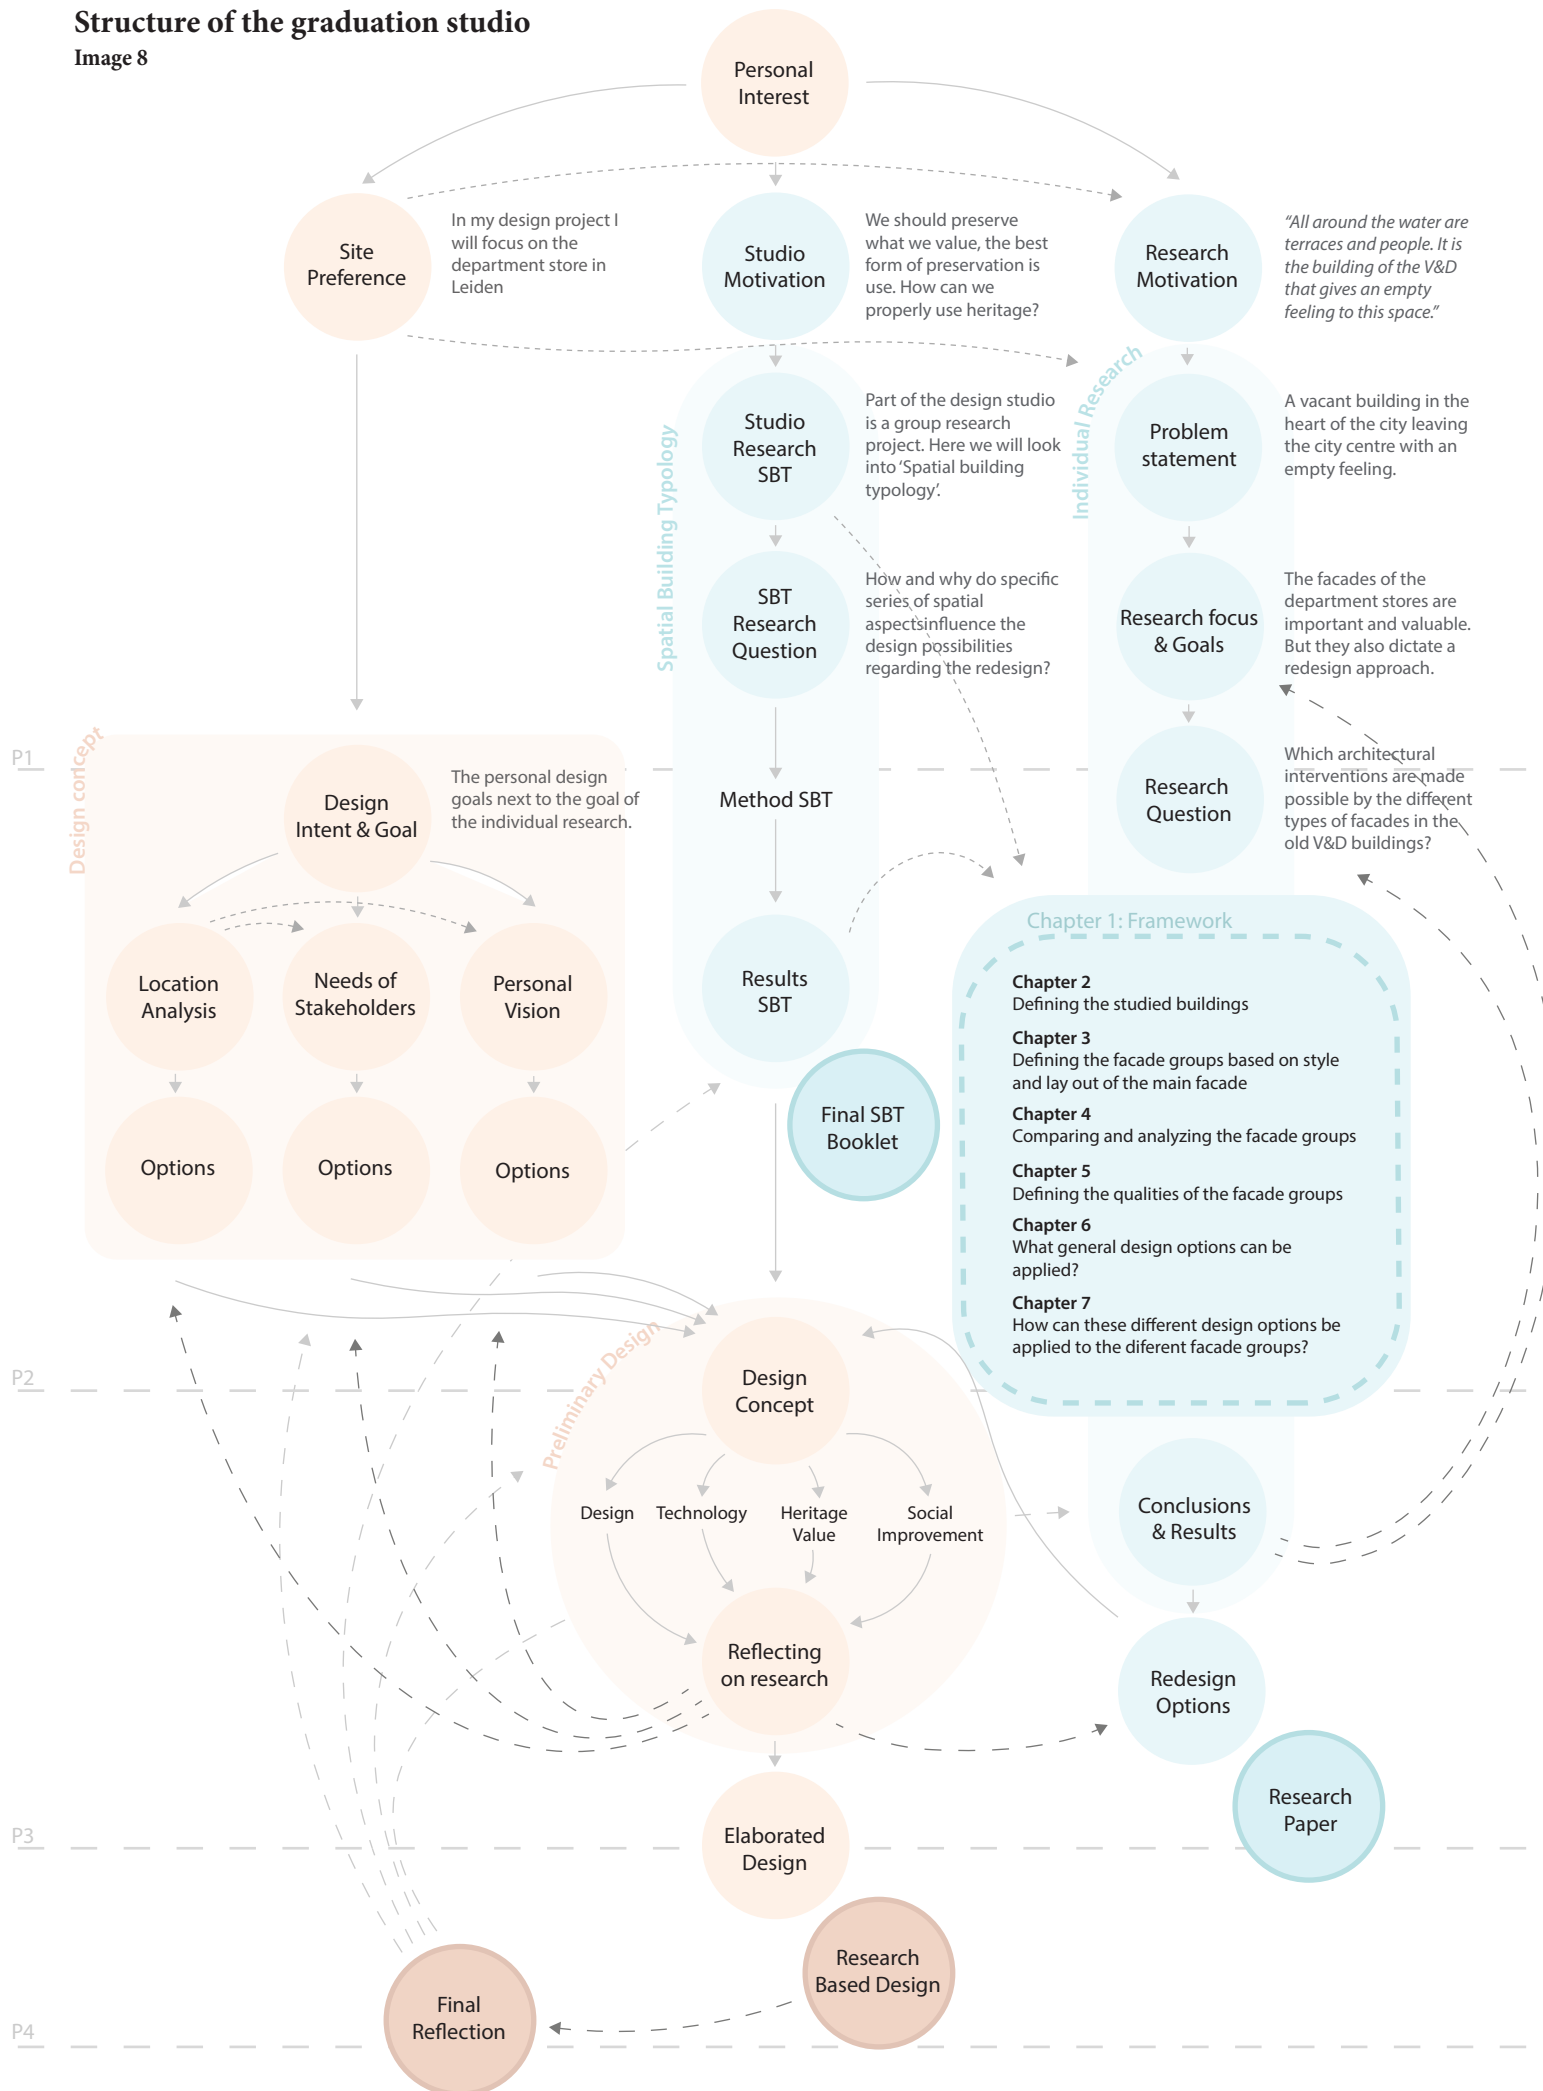 Structure of the graduation studio
Image 8
Personal
Interest
Site
Preference
In my design project I
will focus on the
department store in
Leiden
Studio
Motivation
We should preserve
what we value, the best
form of preservation is
use. How can we
properly use heritage?
Research
Motivation
“All around the water are
terraces and people. It is
the building of the V&D
that gives an empty
feeling to this space.”
Spatial Building Typology
Studio
Research
SBT
Part of the design studio
is a group research
project. Here we will look
into ‘Spatial building
typology’.
Individual Research
Problem
statement
A vacant building in the
heart of the city leaving
the city centre with an
empty feeling.
SBT
Research
Question
How and why do specific
series of spatial
aspectsinfluence the
design possibilities
regarding the redesign?
Research focus
& Goals
The facades of the
department stores are
important and valuable.
But they also dictate a
redesign approach.
P1
Design concept
Design
Intent & Goal
The personal design
goals next to the goal of
the individual research.
Method SBT
Research
Question
Which architectural
interventions are made
possible by the different
types of facades in the
old V&D buildings?
Location
Analysis
Needs of
Stakeholders
Personal
Vision
Results
SBT
Options
Options
Options
Final SBT
Booklet
Chapter 1: Framework
Chapter 2
Defining the studied buildings
Chapter 3
Defining the facade groups based on style
and lay out of the main facade
Chapter 4
Comparing and analyzing the facade groups
Chapter 5
Defining the qualities of the facade groups
Chapter 6
What general design options can be
applied?
Chapter 7
How can these different design options be
applied to the diferent facade groups?
P2
Preliminary Design
Design
Concept
Design
Technology
Heritage
Value
Social
Improvement
Conclusions
& Results
Reflecting
on research
Redesign
Options
Research
Paper
P3
Elaborated
Design
Research
Based Design
Final
Reflection
P4